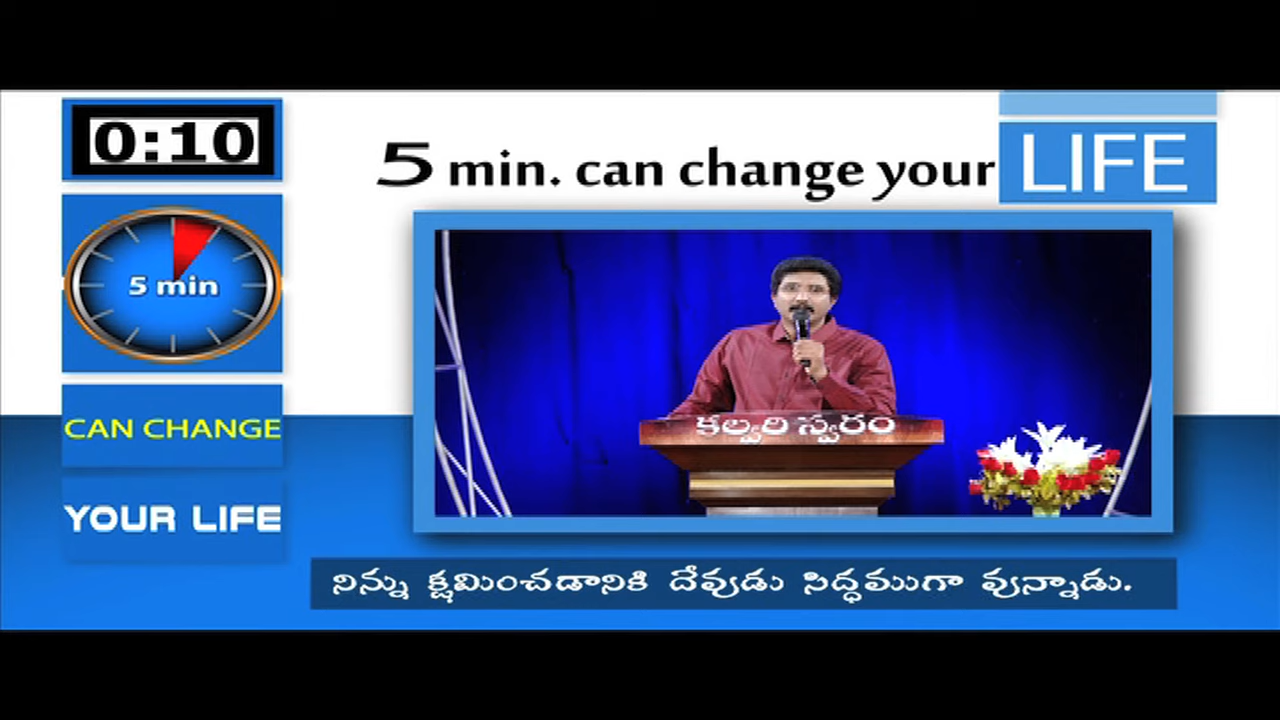 0:10
5 min. can change your LIFE
5 min
CAN CHANGE
YOUR LIFE
కల్వరి స్వరం
నిన్ను క్షమించడానికి దేవుడు సిద్ధముగా వున్నాడు.